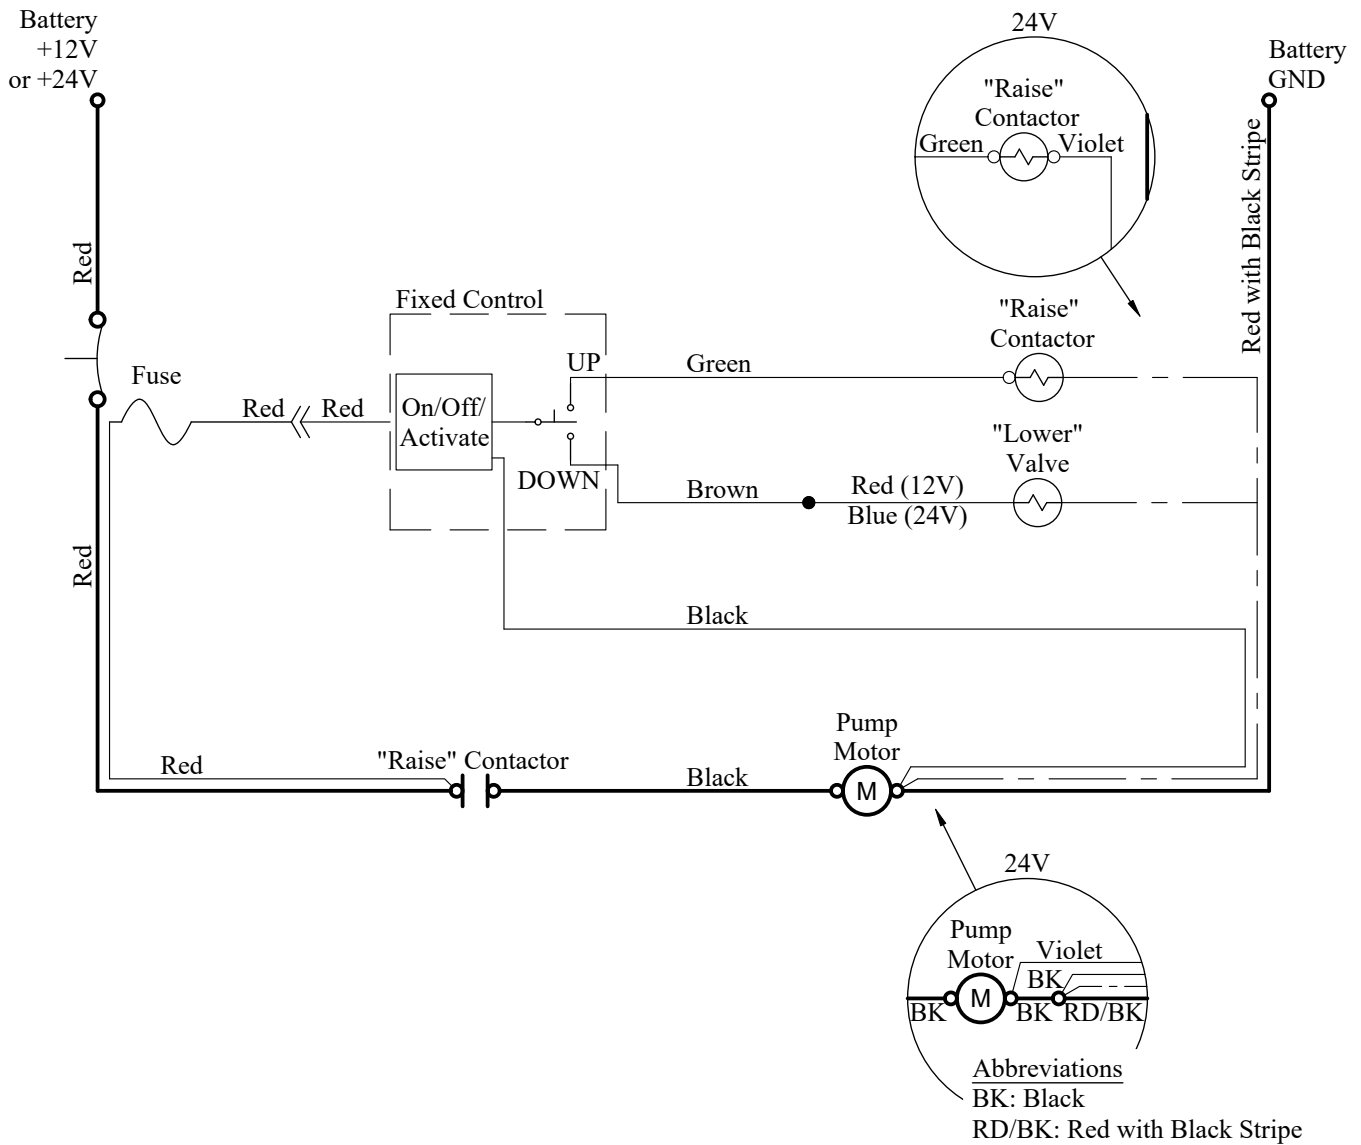 Battery
+12V
or +24V
24V
Battery
GND
"Raise"
Contactor
Green
Violet
Red with Black Stripe
Red
Fixed Control
"Raise"
Contactor
UP
Green
Fuse
Red
Red
On/Off/
Activate
"Lower"
Valve
DOWN
Brown
Red (12V)
Blue (24V)
Red
Black
Pump
Motor
Red
"Raise" Contactor
Black
M
24V
Pump
Motor
Violet
BK
M
BK
BK
RD/BK
Abbreviations
BK: Black
RD/BK: Red with Black Stripe